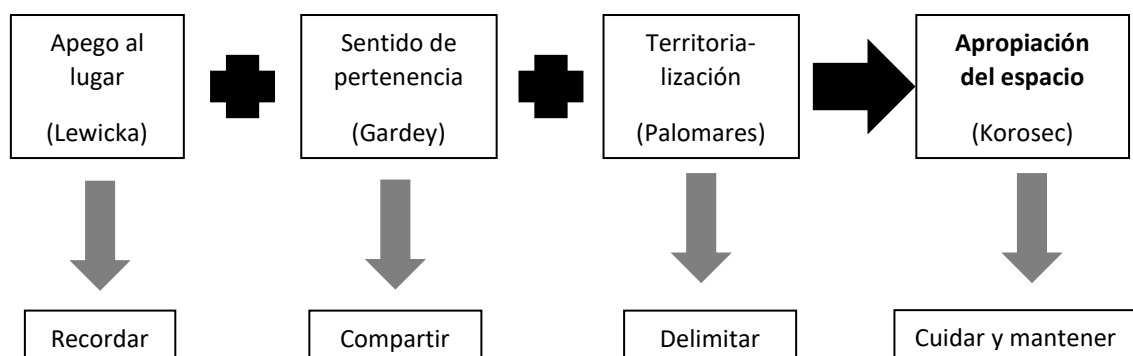 Apego al
lugar
(Lewicka)
Sentido de
pertenencia
(Gardey)
Territoria-
lización
(Palomares)
Apropiación
del espacio
(Korosec)
Recordar
Compartir
Delimitar
Cuidar y mantener